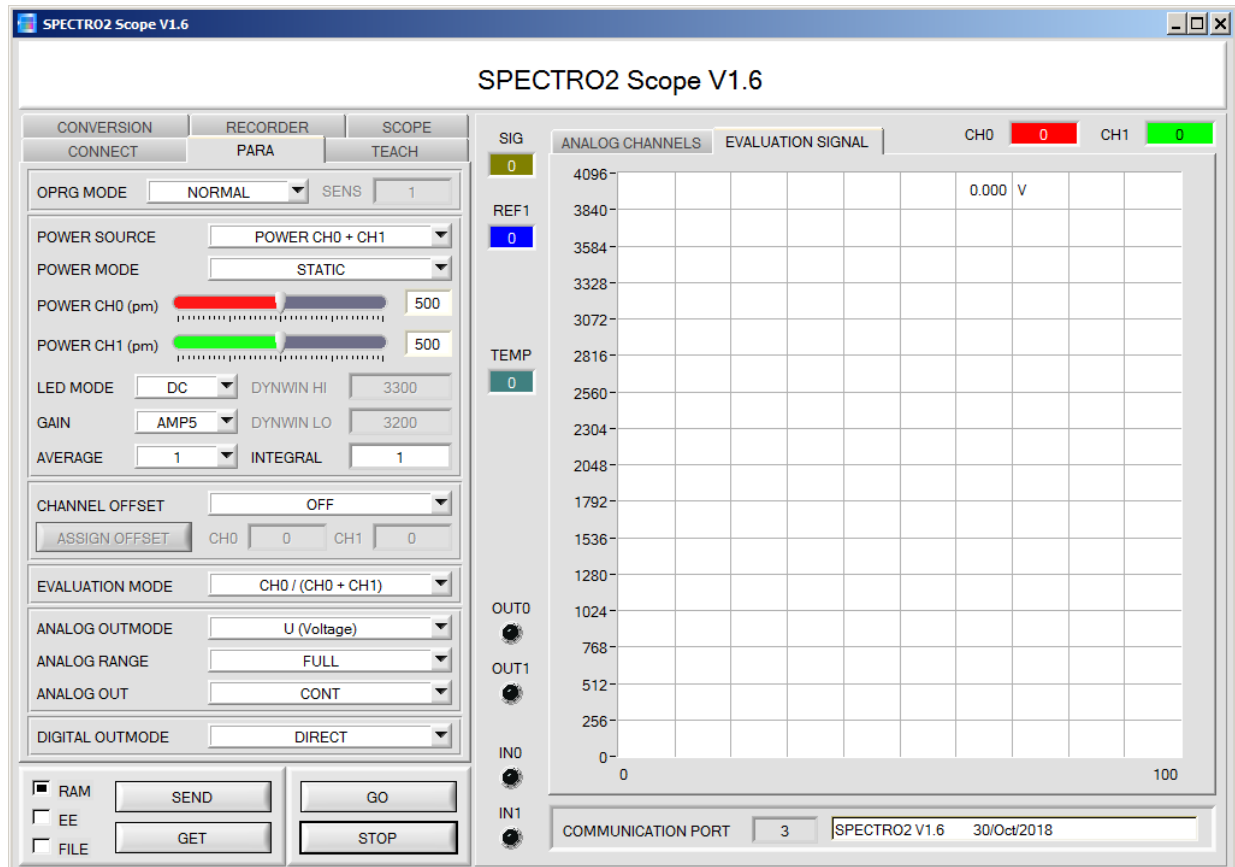 SPECTRO2 Scope V1.6
SPECTRO2 Scope V1.6
CONVERSION RECORDER SCOPE
CONNECT PARA TEACH
OPRG MODE NORMAL SENS 1
POWER SOURCE POWER CH0 + CH1
POWER MODE STATIC
POWER CH0 (pm) 500
POWER CH1 (pm) 500
LED MODE DC DYNWIN HI 3300
GAIN AMP5 DYNWIN LO 3200
AVERAGE 1 INTEGRAL 1
CHANNEL OFFSET OFF
ASSIGN OFFSET CH0 0 CH1 0
EVALUATION MODE CH0 / (CH0 + CH1)
ANALOG OUTMODE U (Voltage)
ANALOG RANGE FULL
ANALOG OUT CONT
DIGITAL OUTMODE DIRECT
RAM
EE
FILE
SEND
GET
GO
STOP
SIG
0
REF1
0
TEMP
0
OUT0
OUT1
IN0
IN1
ANALOG CHANNELS EVALUATION SIGNAL CH0 0 CH1 0
0.000 V
4096
3840
3584
3328
3072
2816
2560
2304
2048
1792
1536
1280
1024
768
512
256
0
0 100
COMMUNICATION PORT 3 SPECTRO2 V1.6 30/Oct/2018